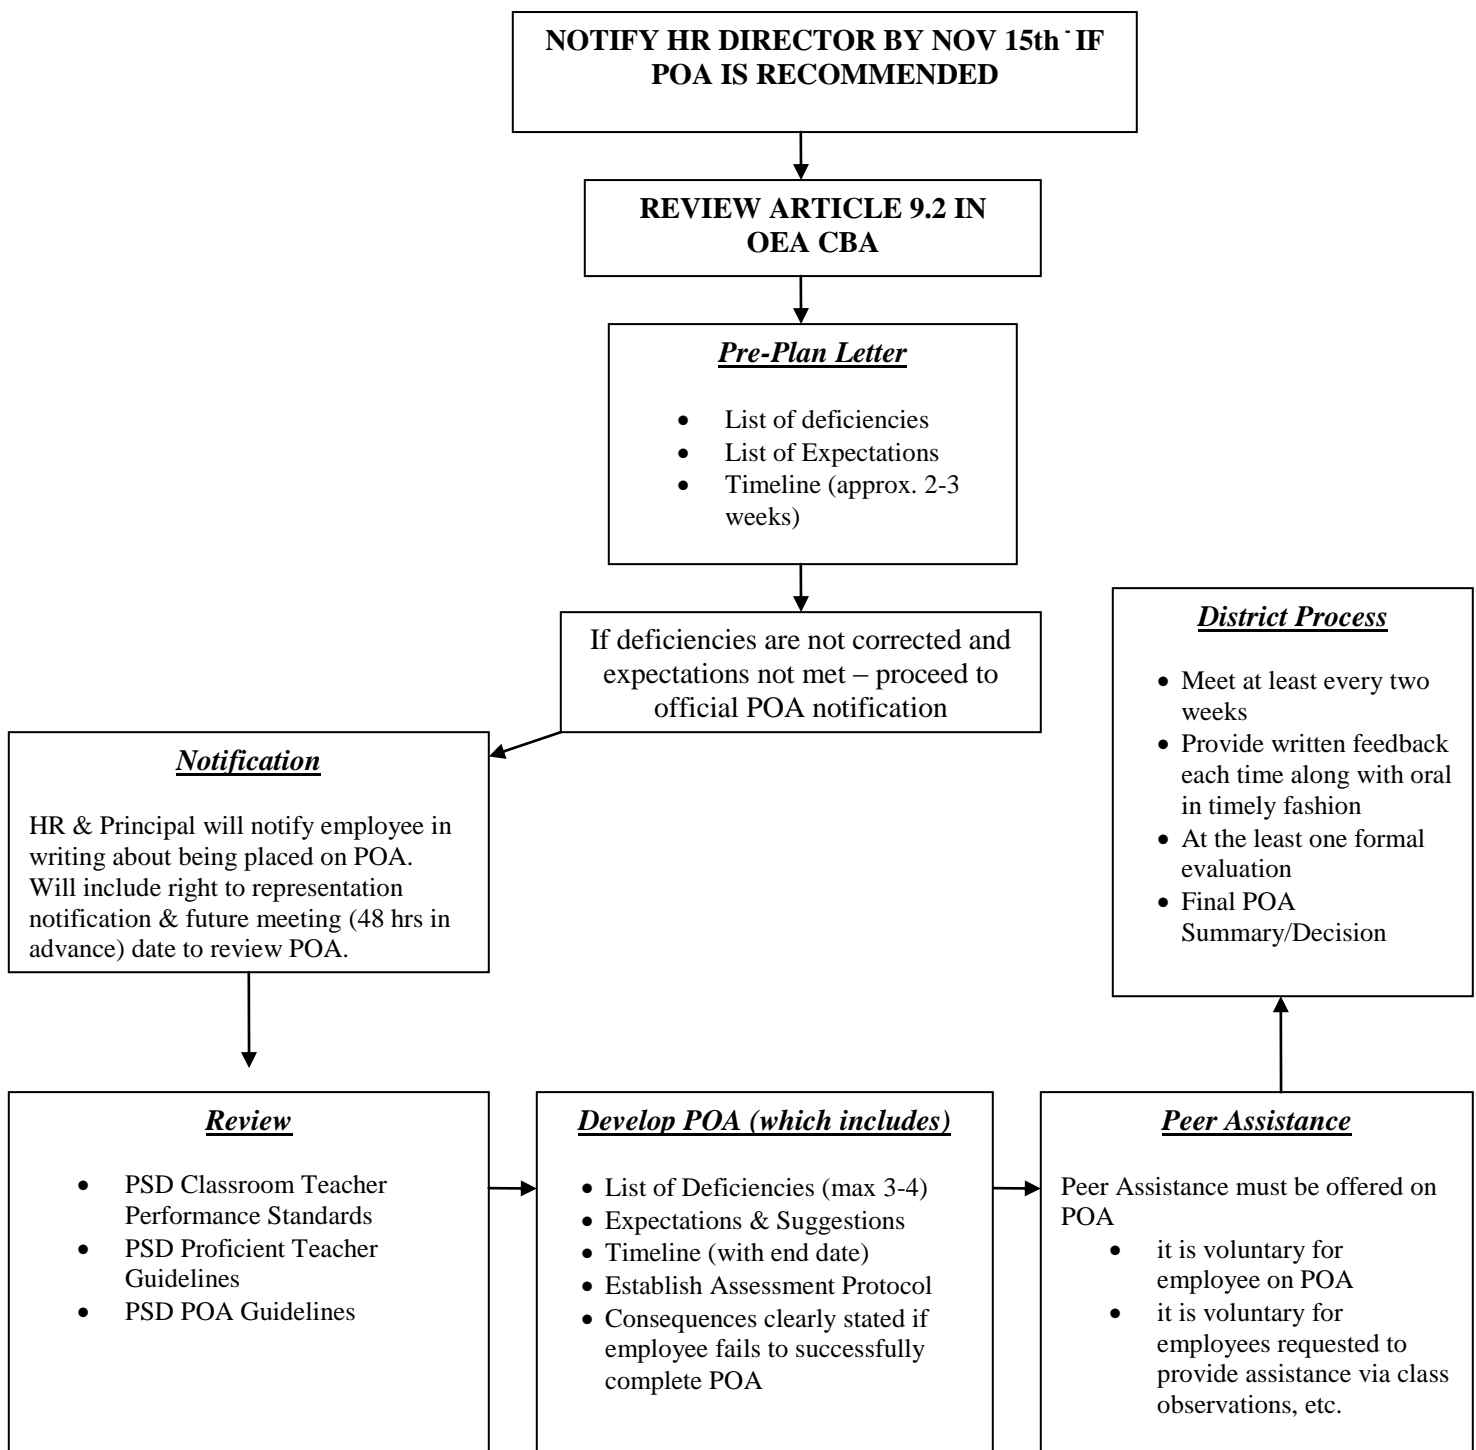 NOTIFY HR DIRECTOR BY NOV 15th - IF
POA IS RECOMMENDED
REVIEW ARTICLE 9.2 IN
OEA CBA
Pre-Plan Letter
• List of deficiencies
• List of Expectations
• Timeline (approx. 2-3
weeks)
If deficiencies are not corrected and
expectations not met – proceed to
official POA notification
Notification
HR & Principal will notify employee in
writing about being placed on POA.
Will include right to representation
notification & future meeting (48 hrs in
advance) date to review POA.
Review
• PSD Classroom Teacher
Performance Standards
• PSD Proficient Teacher
Guidelines
• PSD POA Guidelines
Develop POA (which includes)
• List of Deficiencies (max 3-4)
• Expectations & Suggestions
• Timeline (with end date)
• Establish Assessment Protocol
• Consequences clearly stated if
employee fails to successfully
complete POA
Peer Assistance
Peer Assistance must be offered on
POA
• it is voluntary for
employee on POA
• it is voluntary for
employees requested to
provide assistance via class
observations, etc.
District Process
• Meet at least every two
weeks
• Provide written feedback
each time along with oral
in timely fashion
• At the least one formal
evaluation
• Final POA
Summary/Decision